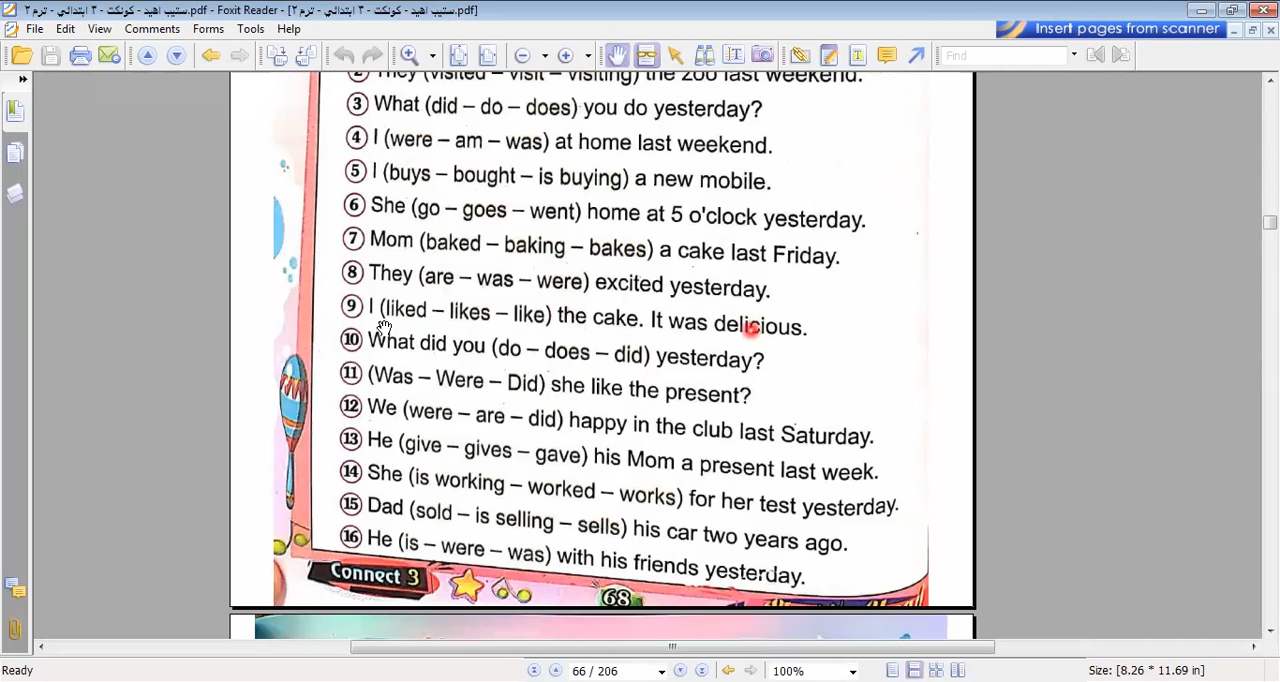 ستيب اهيد - كونكت - ٣ ابتدائي - ترم ٢.pdf - Foxit Reader - [ستيب اهيد - كونكت - ٣ ابتدائي - ترم ٢.pdf]
File Edit View Comments Forms Tools Help
Insert pages from scanner
Find
2 They (visited – visit – visiting) the zoo last weekend.
3 What (did – do – does) you do yesterday?
4 I (were – am – was) at home last weekend.
5 I (buys – bought – is buying) a new mobile.
6 She (go – goes – went) home at 5 o'clock yesterday.
7 Mom (baked – baking – bakes) a cake last Friday.
8 They (are – was – were) excited yesterday.
9 I (liked – likes – like) the cake. It was delicious.
10 What did you (do – does – did) yesterday?
11 (Was – Were – Did) she like the present?
12 We (were – are – did) happy in the club last Saturday.
13 He (give – gives – gave) his Mom a present last week.
14 She (is working – worked – works) for her test yesterday.
15 Dad (sold – is selling – sells) his car two years ago.
16 He (is – were – was) with his friends yesterday.
Connect 3
68
Ready 66 / 206 100% Size: [8.26 * 11.69 in]